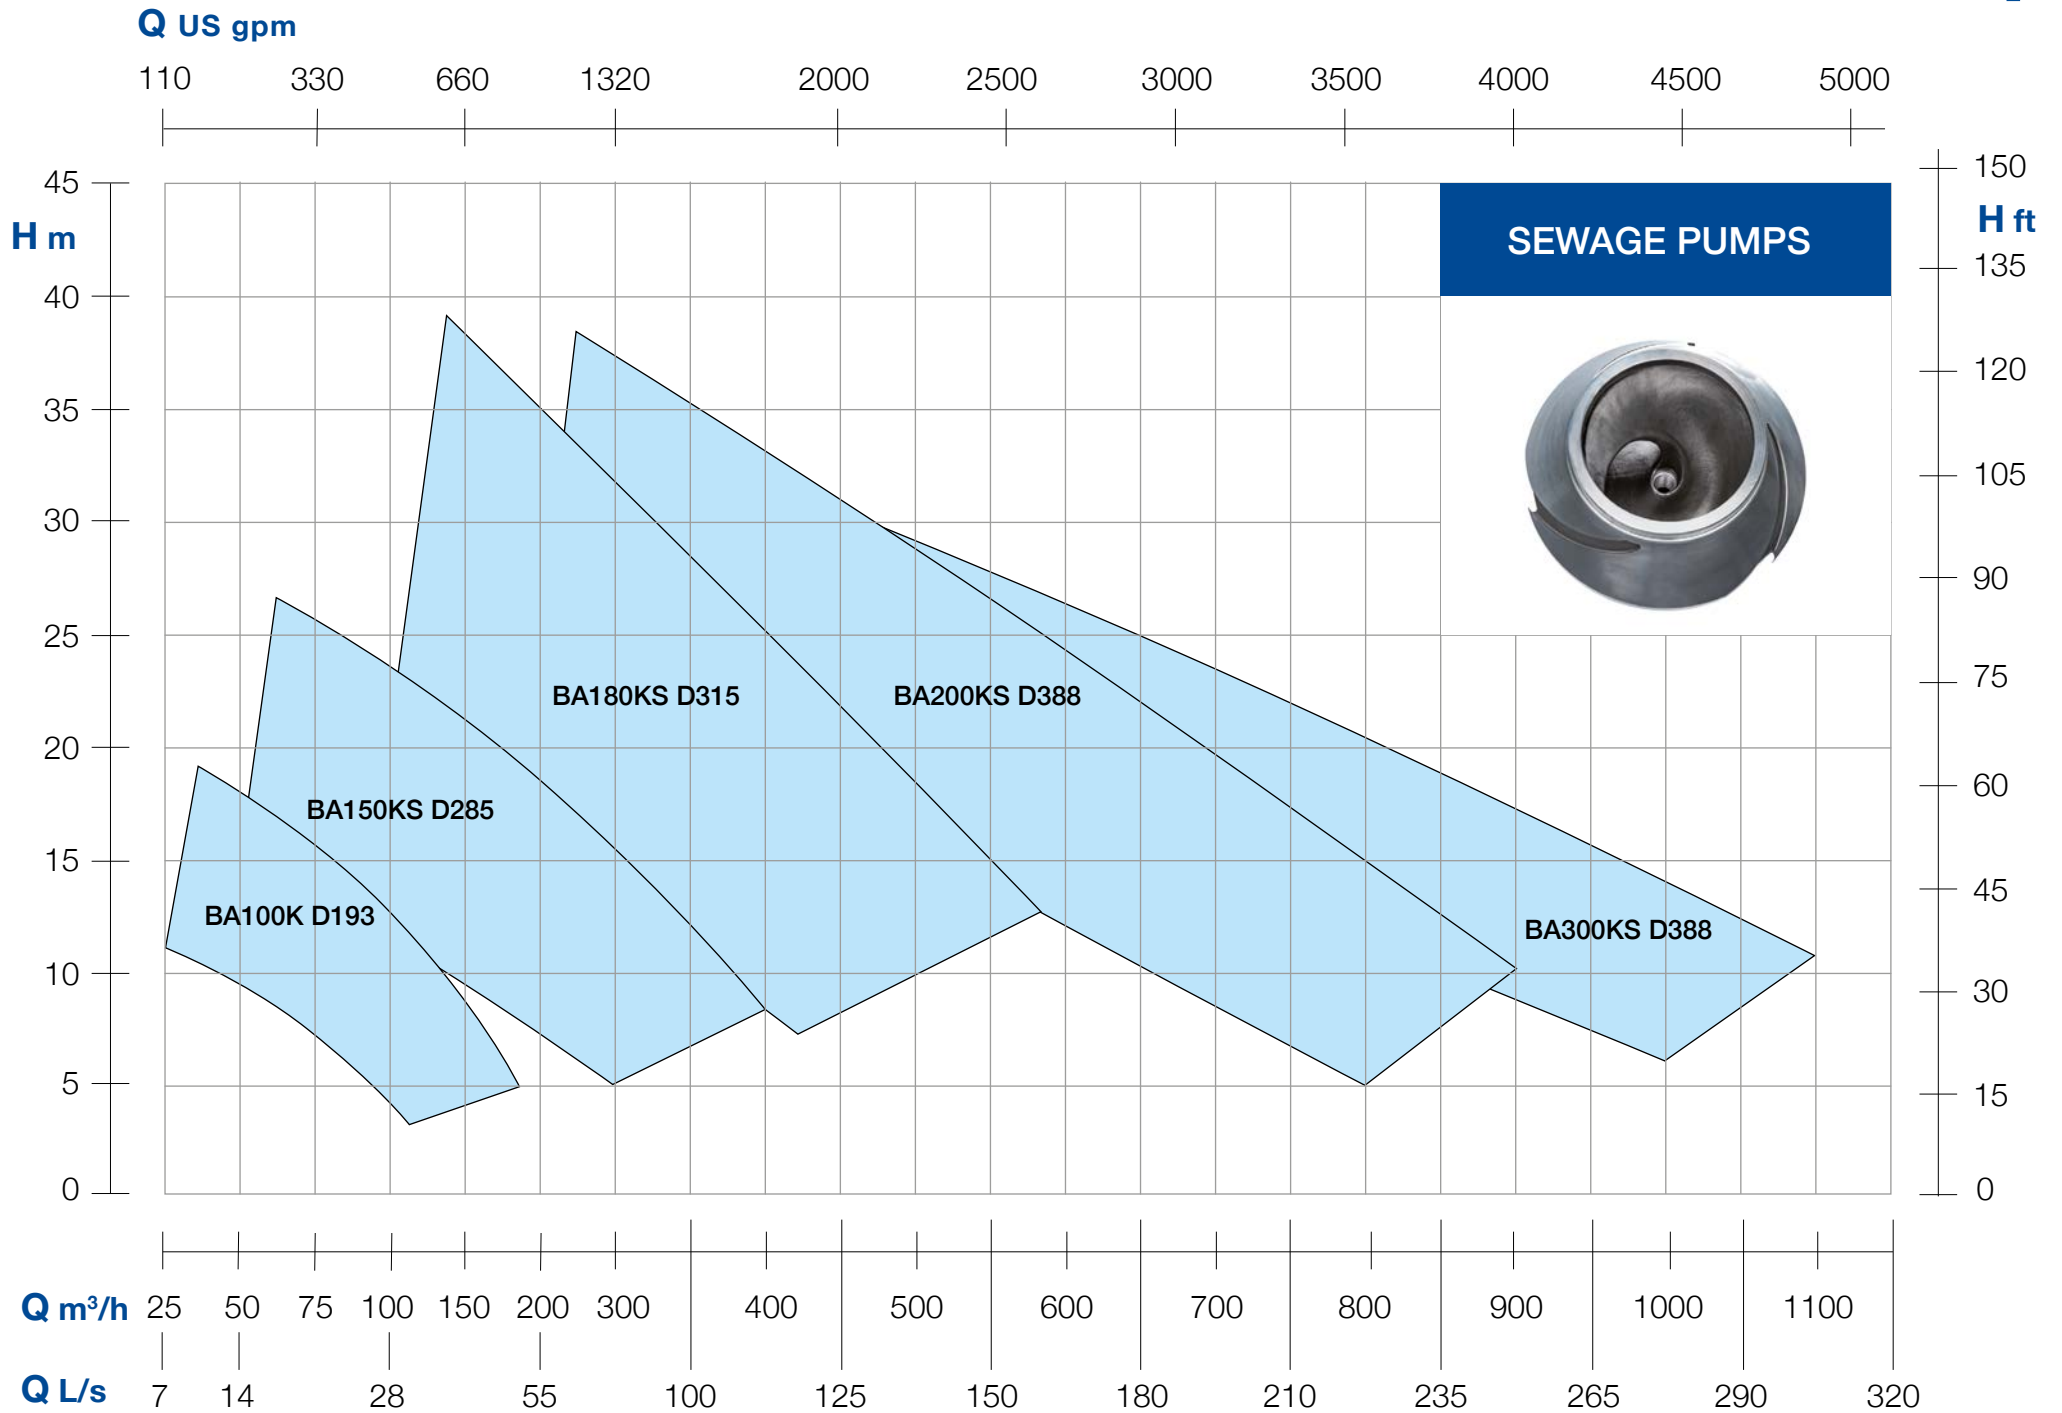 Q US gpm
110 330 660 1320 2000 2500 3000 3500 4000 4500 5000
45 150
H m H ft
SEWAGE PUMPS
135
40
120
35
105
30
90
25
75
BA180KS D315 BA200KS D388
20
60
BA150KS D285
15
45
BA100K D193
BA300KS D388
10
30
5
15
0 0
Q m³/h 25 50 75 100 150 200 300 400 500 600 700 800 900 1000 1100
Q L/s 7 14 28 55 100 125 150 180 210 235 265 290 320